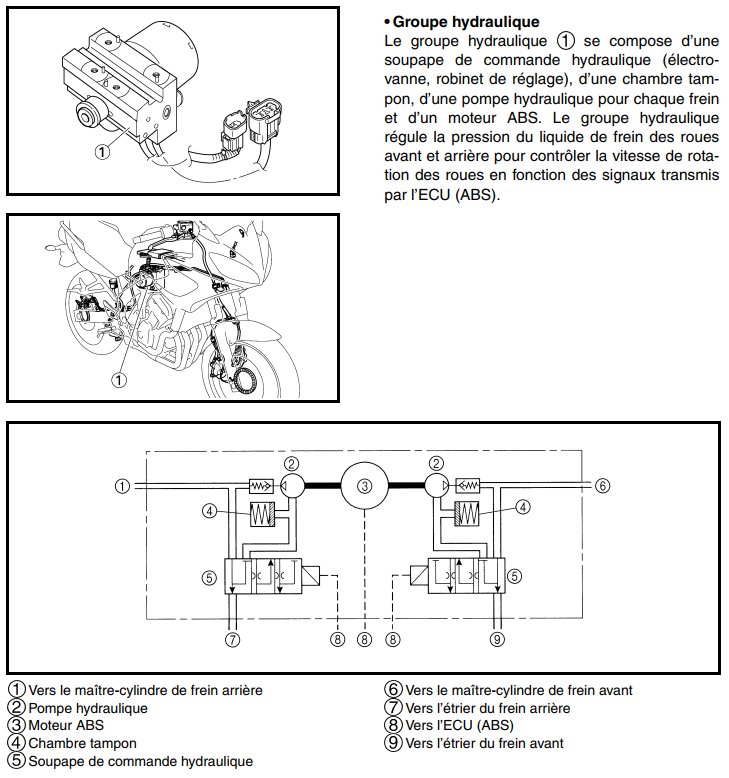 ①
• Groupe hydraulique
Le groupe hydraulique ① se compose d'une
soupape de commande hydraulique (électro-
vanne, robinet de réglage), d'une chambre tam-
pon, d'une pompe hydraulique pour chaque frein
et d'un moteur ABS. Le groupe hydraulique
régule la pression du liquide de frein des roues
avant et arrière pour contrôler la vitesse de rota-
tion des roues en fonction des signaux transmis
par l'ECU (ABS).
①
② ②
① ③ ⑥
④ ④
⑤ ⑤
⑦ ⑧ ⑧ ⑧ ⑨
① Vers le maître-cylindre de frein arrière
② Pompe hydraulique
③ Moteur ABS
④ Chambre tampon
⑤ Soupape de commande hydraulique
⑥ Vers le maître-cylindre de frein avant
⑦ Vers l'étrier du frein arrière
⑧ Vers l'ECU (ABS)
⑨ Vers l'étrier du frein avant